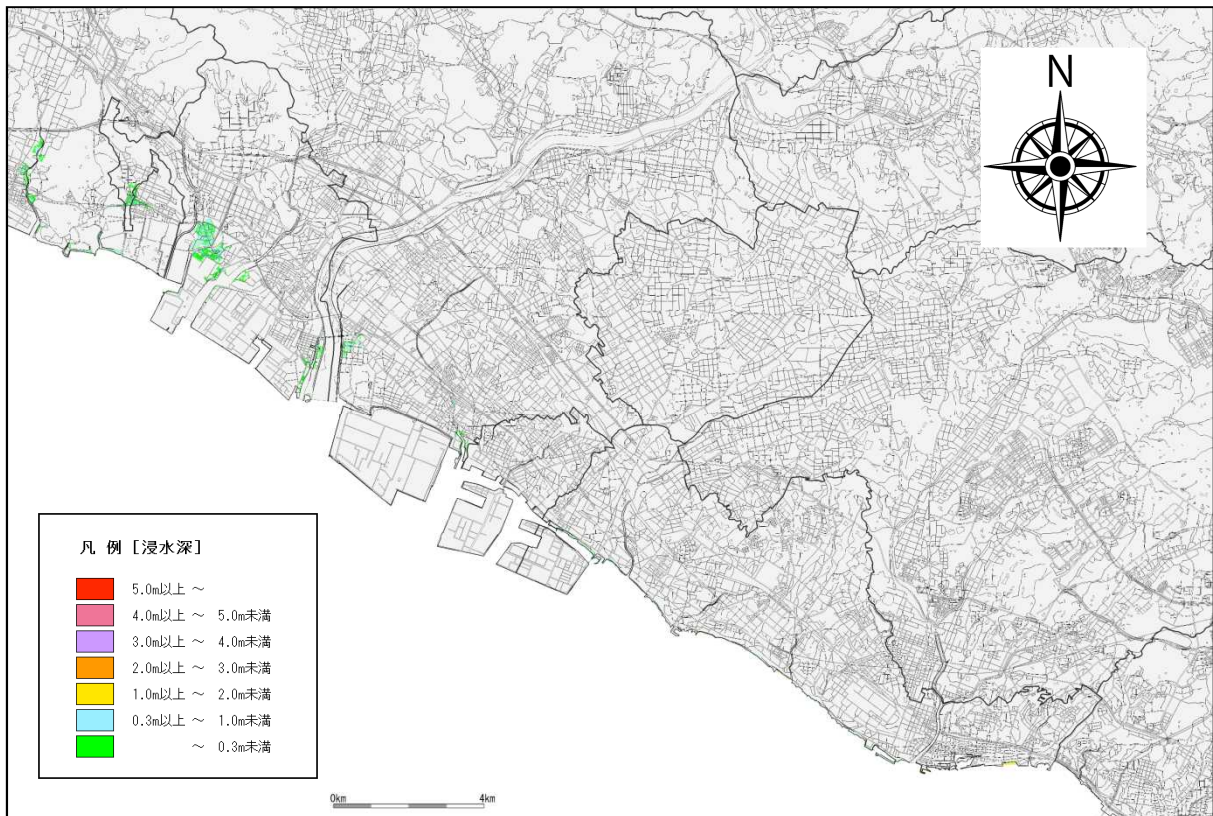 N
凡 例 [浸水深]
5.0m以上 ～
4.0m以上 ～ 5.0m未満
3.0m以上 ～ 4.0m未満
2.0m以上 ～ 3.0m未満
1.0m以上 ～ 2.0m未満
0.3m以上 ～ 1.0m未満
～ 0.3m未満
0km 4km